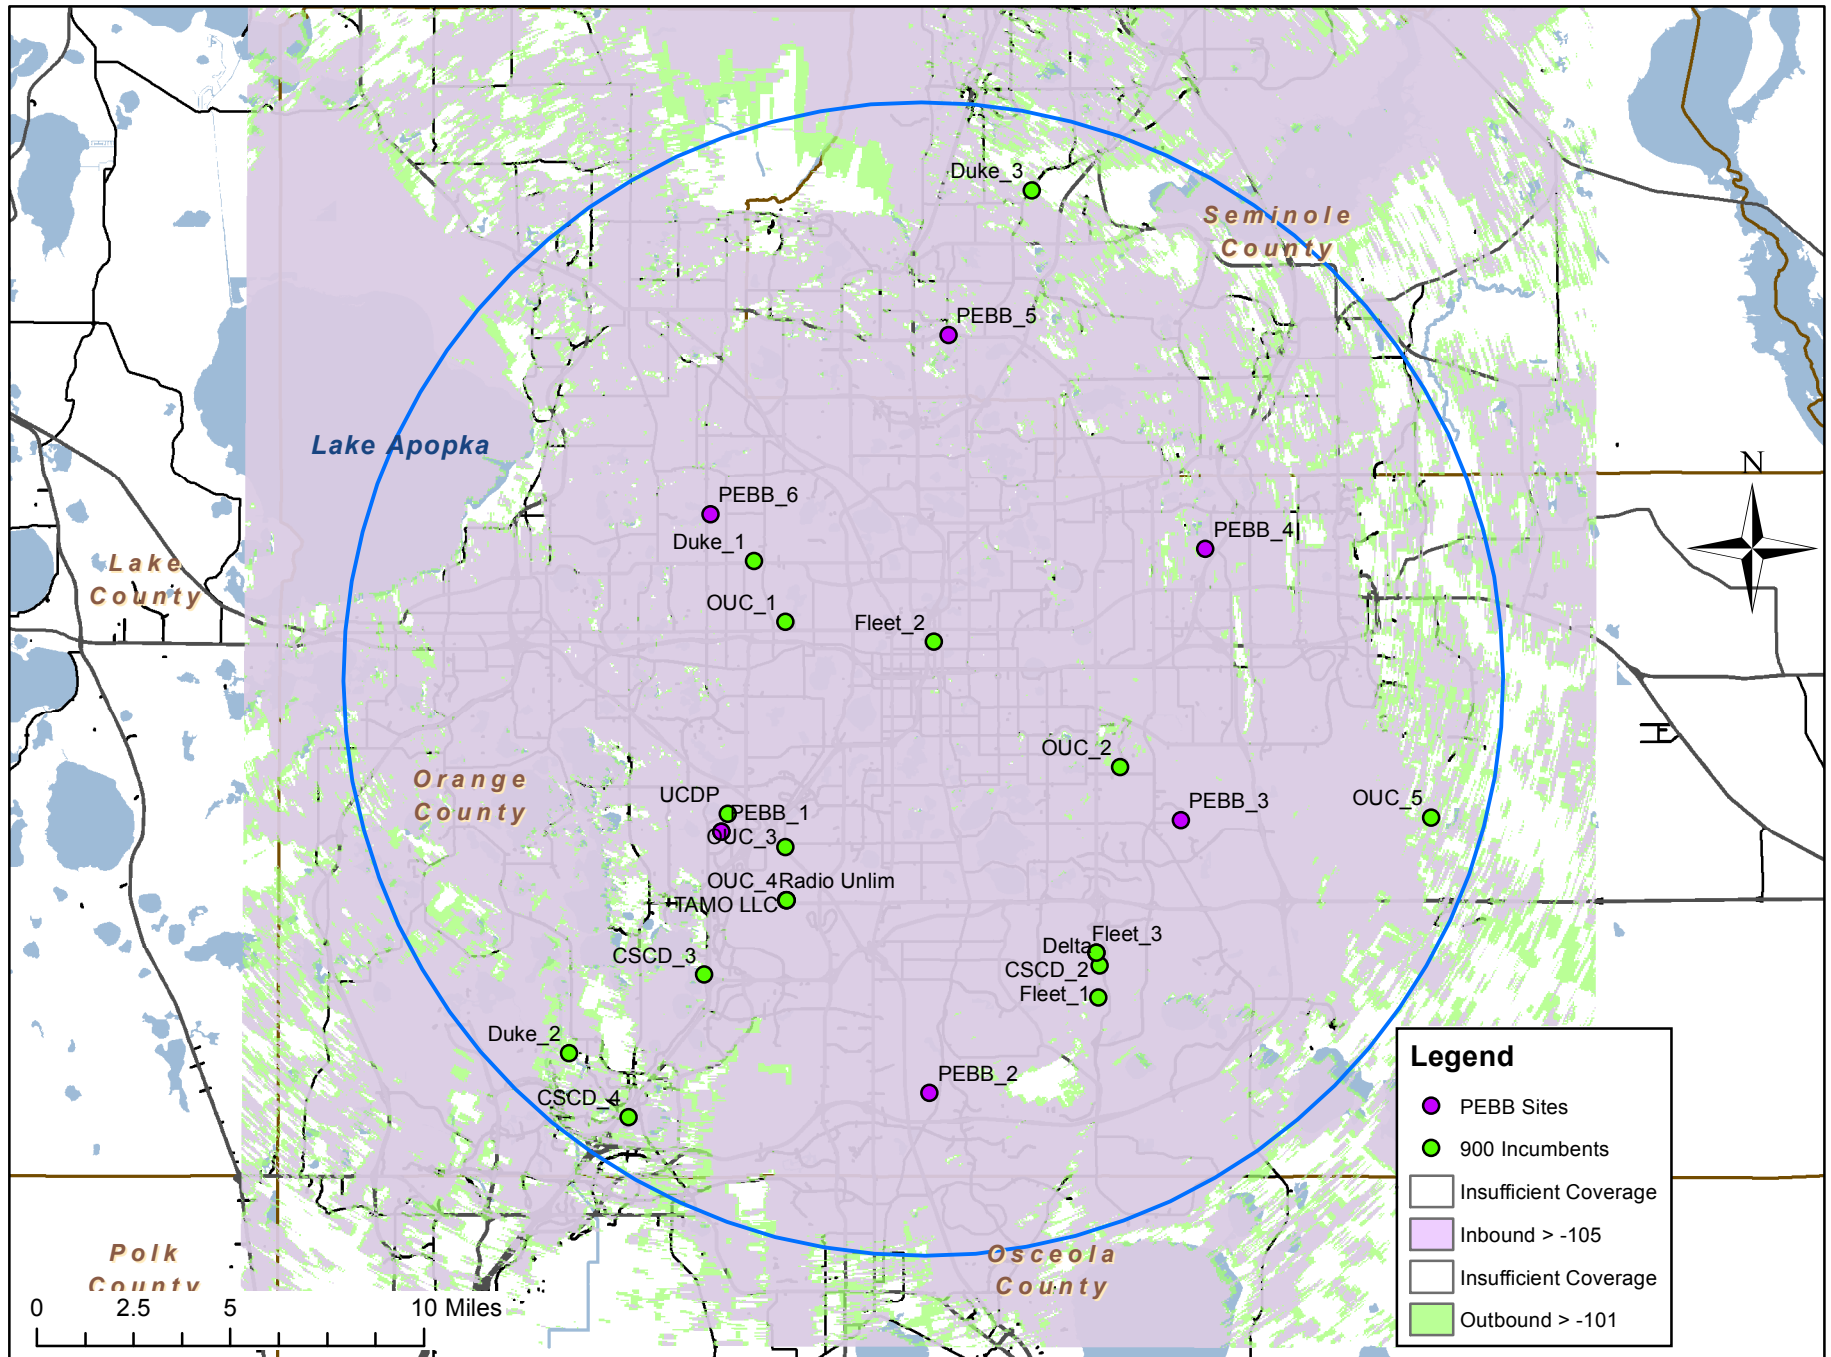 Duke_3
Seminole
County
PEBB_5
Lake Apopka
N
PEBB_6
PEBB_4
Duke_1
Lake
County
OUC_1
Fleet_2
OUC_2
Orange
County
UCDP
PEBB_1
PEBB_3
OUC_5
OUC_3
OUC_4
Radio Unlim
TAMO LLC
Fleet_3
Delta
CSCD_3
CSCD_2
Fleet_1
Duke_2
PEBB_2
CSCD_4
Legend
PEBB Sites
900 Incumbents
Insufficient Coverage
Inbound > -105
Insufficient Coverage
Outbound > -101
Polk
County
Osceola
County
0 2.5 5 10 Miles